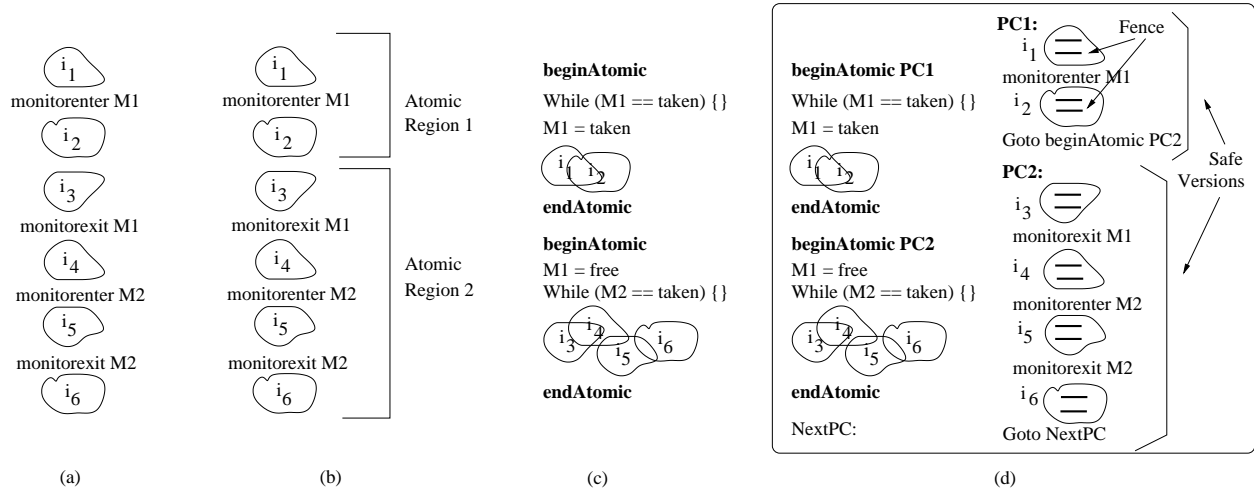 i1
monitorenter M1
i2
i3
monitorexit M1
i4
monitorenter M2
i5
monitorexit M2
i6
(a)
i1
monitorenter M1
i2
i3
monitorexit M1
i4
monitorenter M2
i5
monitorexit M2
i6
Atomic
Region 1
Atomic
Region 2
(b)
beginAtomic
While (M1 == taken) { }
M1 = taken
i1 i2
endAtomic
beginAtomic
M1 = free
While (M2 == taken) { }
i3 i4 i5 i6
endAtomic
(c)
beginAtomic PC1
While (M1 == taken) { }
M1 = taken
i1 i2
endAtomic
beginAtomic PC2
M1 = free
While (M2 == taken) { }
i3 i4 i5 i6
endAtomic
NextPC:
PC1:
Fence
i1
monitorenter M1
i2
Goto beginAtomic PC2
PC2:
i3
monitorexit M1
i4
monitorenter M2
i5
monitorexit M2
i6
Goto NextPC
Safe
Versions
(d)